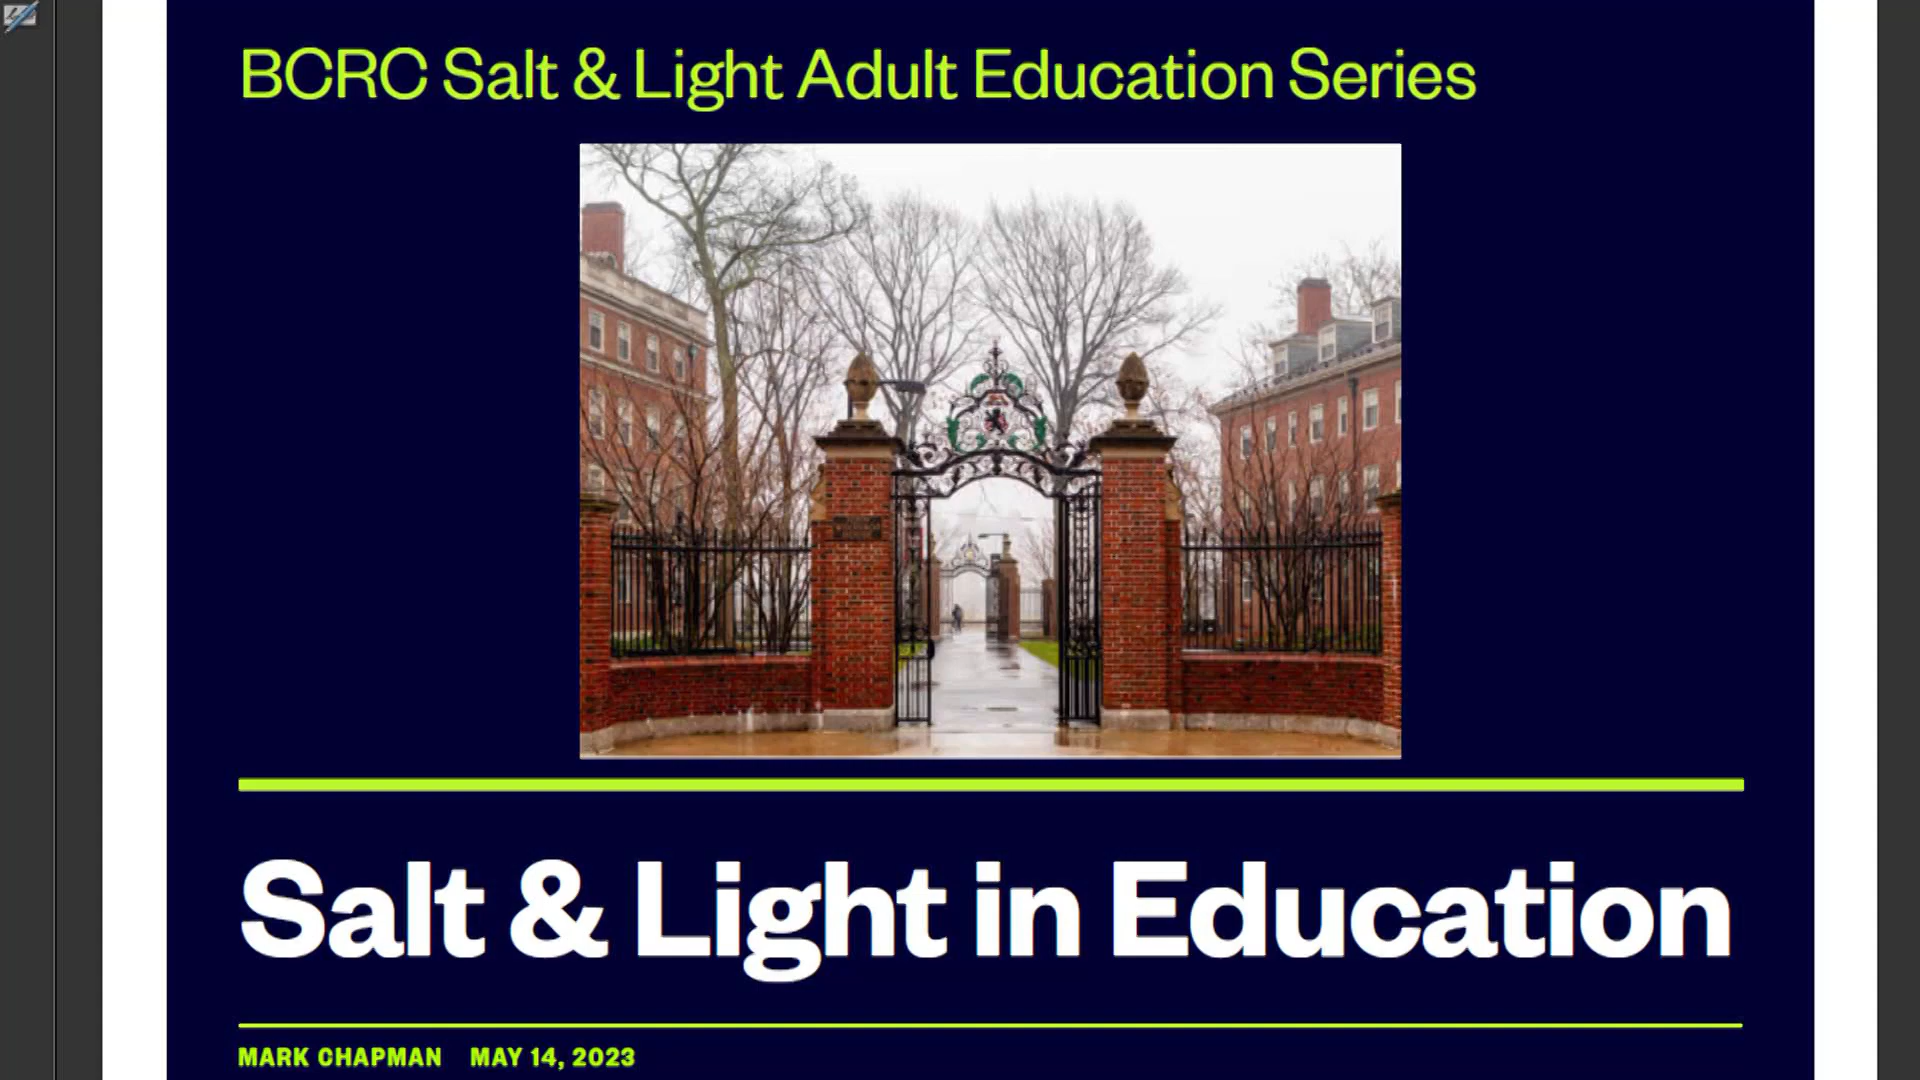 BCRC Salt & Light Adult Education Series
Salt & Light in Education
MARK CHAPMAN MAY 14, 2023